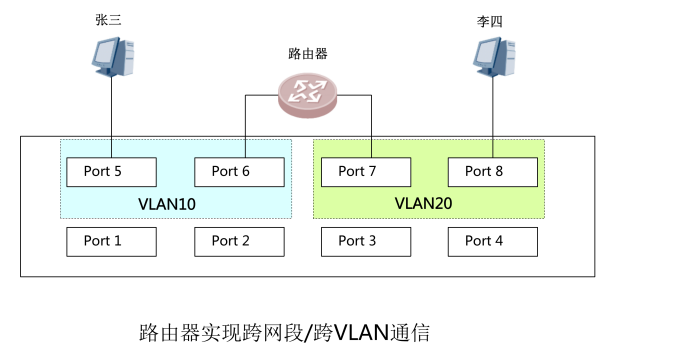 张三
李四
路由器
Port 5
Port 6
Port 7
Port 8
VLAN10
VLAN20
Port 1
Port 2
Port 3
Port 4
路由器实现跨网段/跨VLAN通信